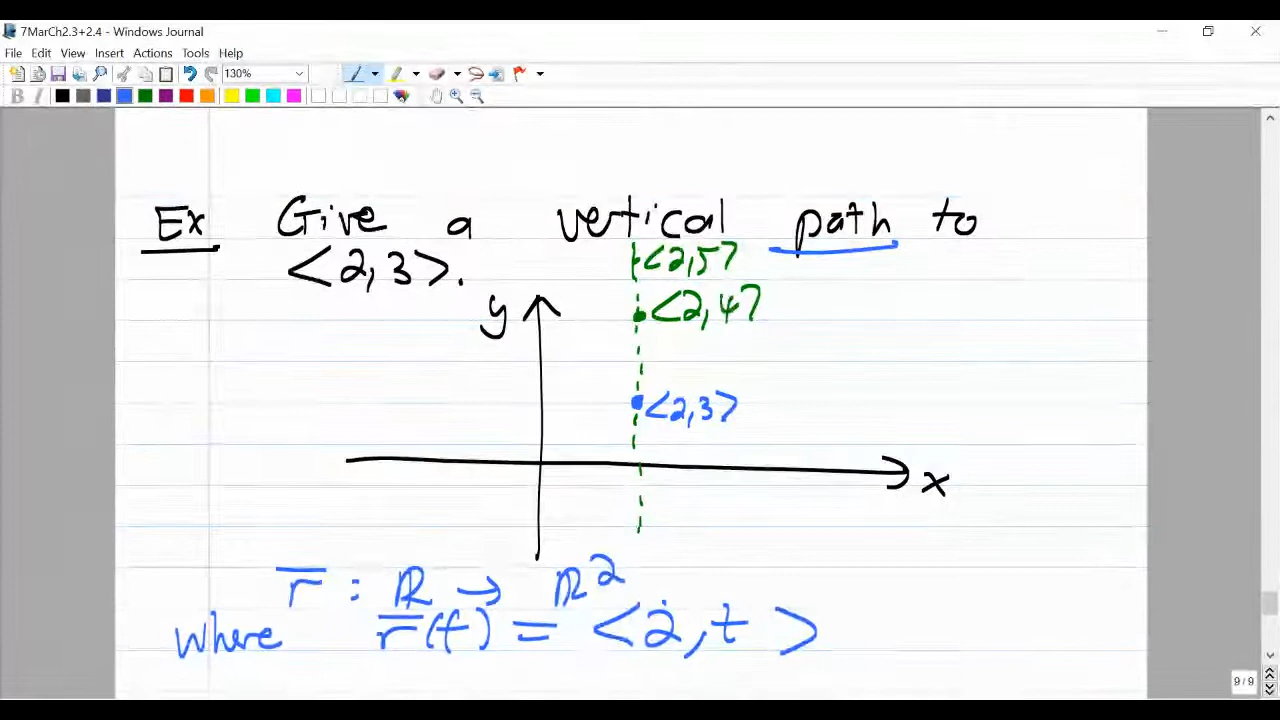 7MarCh2.3+2.4 - Windows Journal
File Edit View Insert Actions Tools Help
130%
B I
Ex Give a vertical path to
<2,3>.
<2,5>
<2,4>
y
<2,3>
x
r̅ : ℝ → ℝ²
where r̅(t) = <2, t>
9 / 9